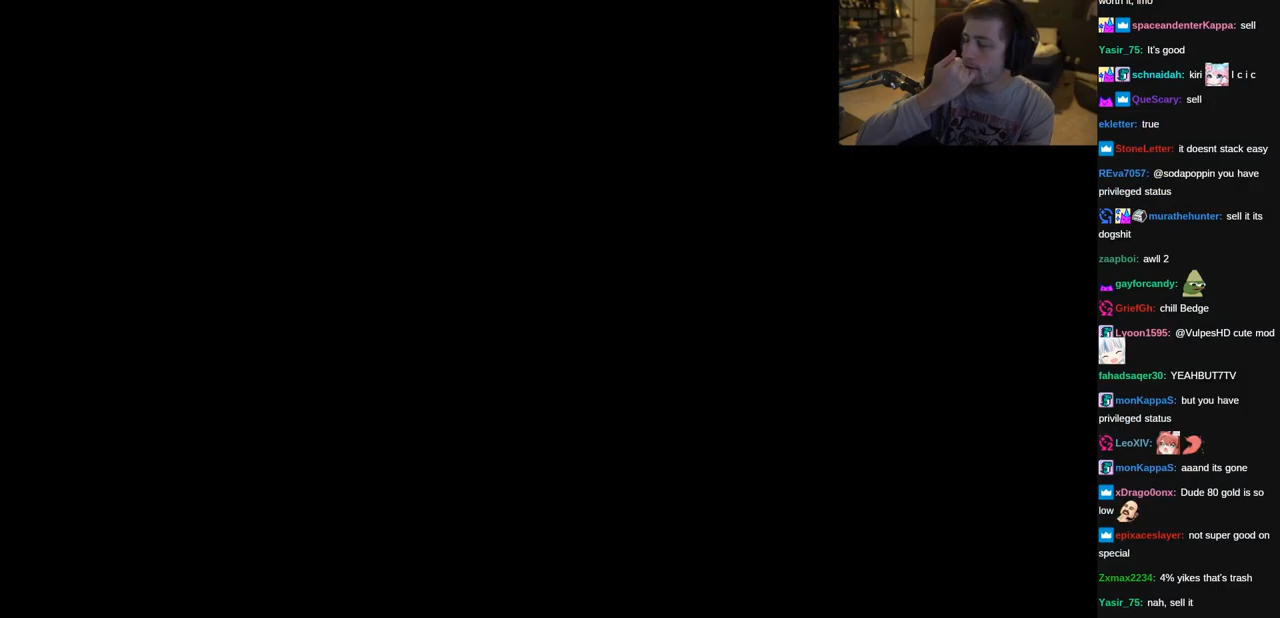 worth it, imo
spaceandenterKappa: sell
Yasir_75: It's good
schnaidah: kiri I c i c
QueScary: sell
ekletter: true
StoneLetter: it doesnt stack easy
REva7057: @sodapoppin you have
privileged status
murathehunter: sell it its
dogshit
zaapboi: awll 2
gayforcandy:
GriefGh: chill Bedge
Lyoon1595: @VulpesHD cute mod
fahadsaqer30: YEAHBUT7TV
monKappaS: but you have
privileged status
LeoXIV:
monKappaS: aaand its gone
xDrago0onx: Dude 80 gold is so
low
epixaceslayer: not super good on
special
Zxmax2234: 4% yikes that's trash
Yasir_75: nah, sell it